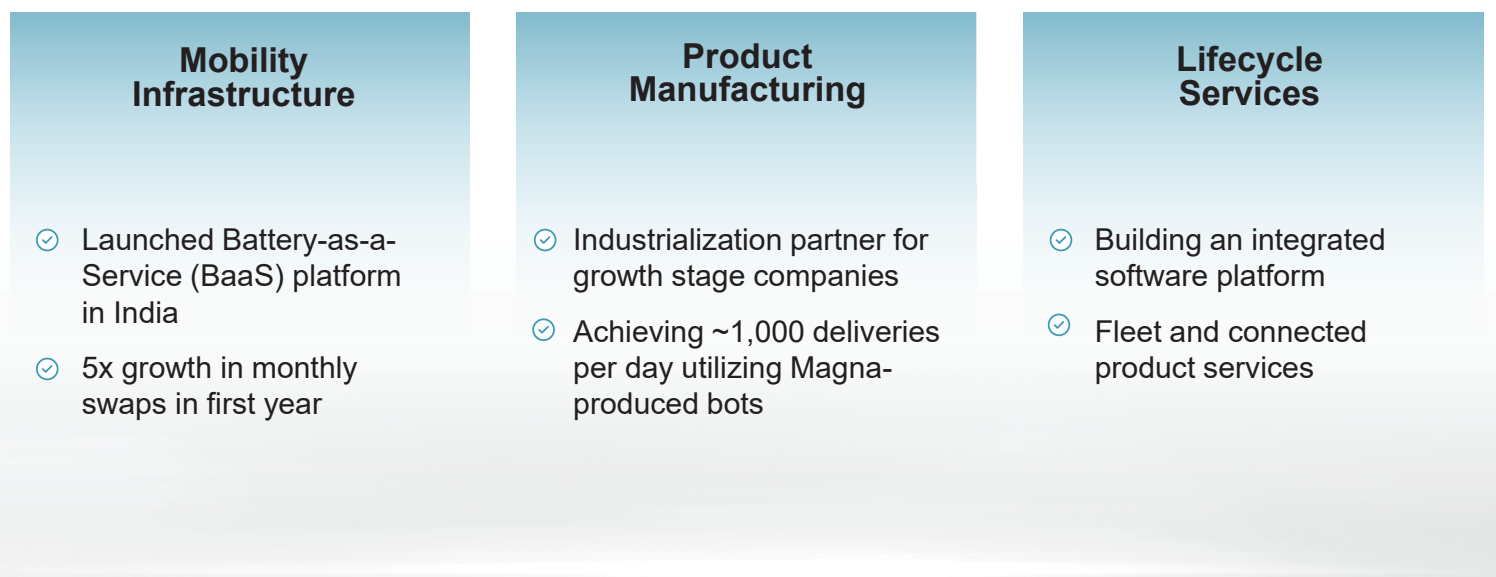 Mobility
Infrastructure
Launched Battery-as-a-
Service (BaaS) platform
in India
5x growth in monthly
swaps in first year
Product
Manufacturing
Industrialization partner for
growth stage companies
Achieving ~1,000 deliveries
per day utilizing Magna-
produced bots
Lifecycle
Services
Building an integrated
software platform
Fleet and connected
product services